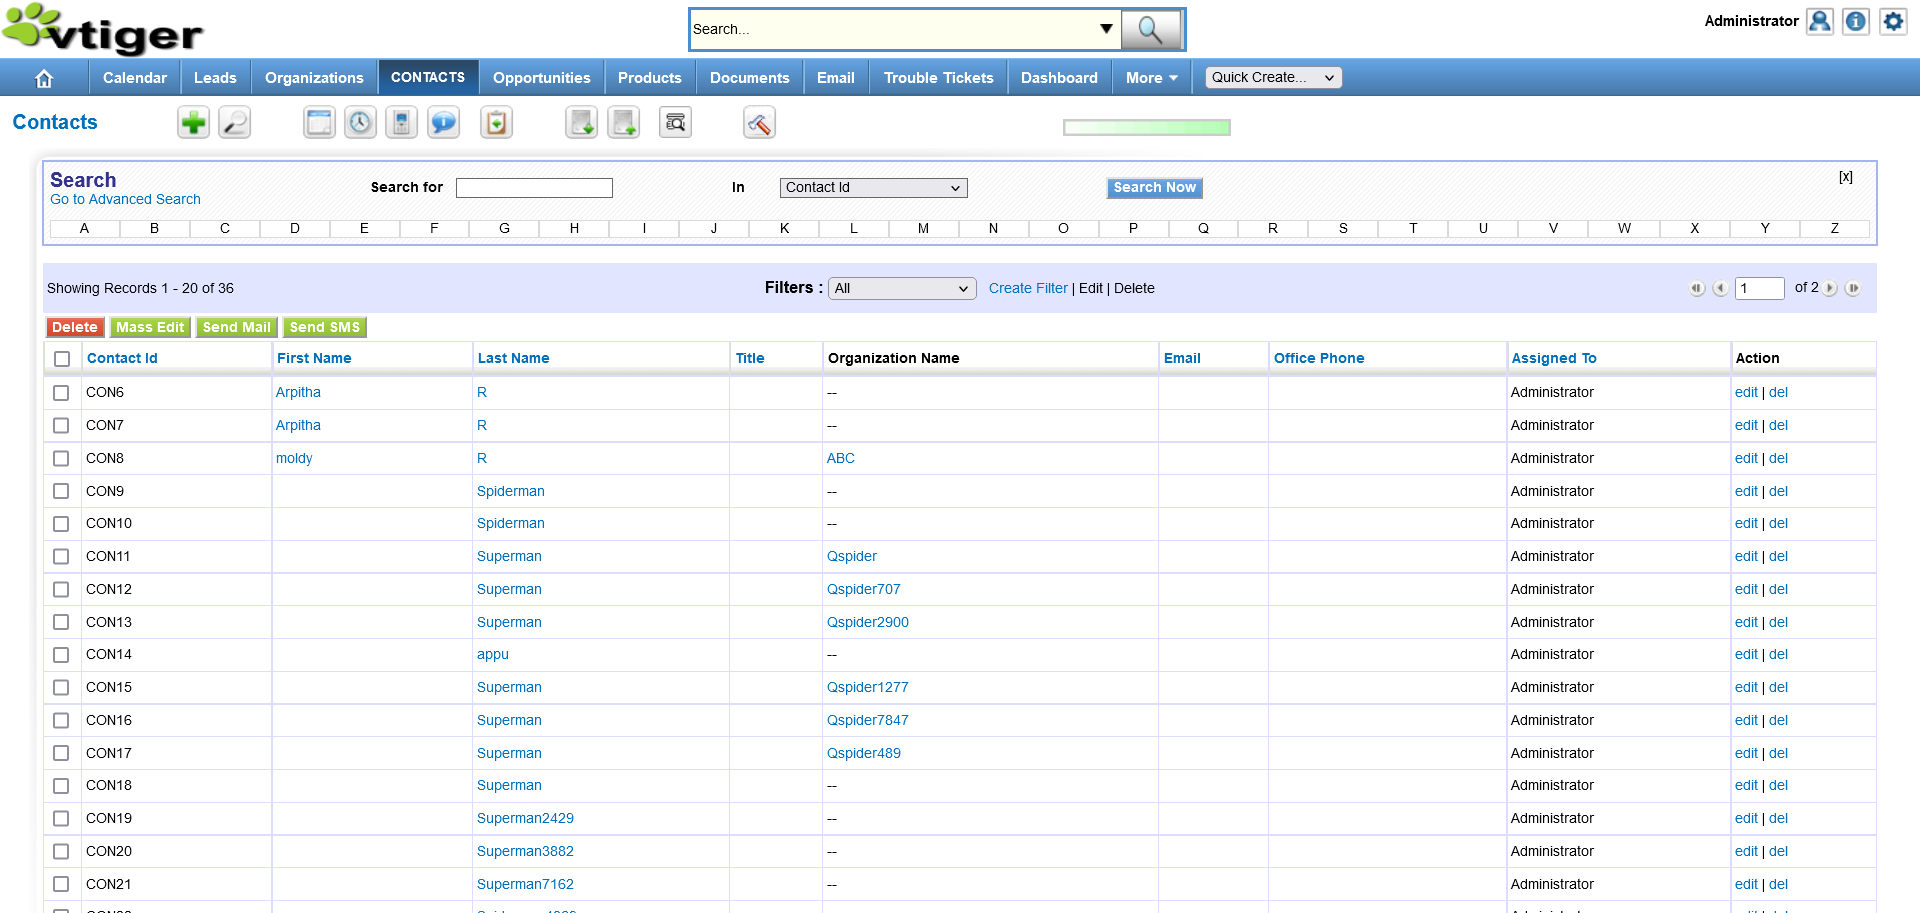 vtiger
Search...
Administrator
Calendar Leads Organizations CONTACTS Opportunities Products Documents Email Trouble Tickets Dashboard More Quick Create...
Contacts
Search
Go to Advanced Search
Search for In Contact Id Search Now [x]
A B C D E F G H I J K L M N O P Q R S T U V W X Y Z
Showing Records 1 - 20 of 36 Filters : All Create Filter | Edit | Delete 1 of 2
Delete Mass Edit Send Mail Send SMS
Contact Id First Name Last Name Title Organization Name Email Office Phone Assigned To Action
CON6 Arpitha R -- Administrator edit | del
CON7 Arpitha R -- Administrator edit | del
CON8 moldy R ABC Administrator edit | del
CON9 Spiderman -- Administrator edit | del
CON10 Spiderman -- Administrator edit | del
CON11 Superman Qspider Administrator edit | del
CON12 Superman Qspider707 Administrator edit | del
CON13 Superman Qspider2900 Administrator edit | del
CON14 appu -- Administrator edit | del
CON15 Superman Qspider1277 Administrator edit | del
CON16 Superman Qspider7847 Administrator edit | del
CON17 Superman Qspider489 Administrator edit | del
CON18 Superman -- Administrator edit | del
CON19 Superman2429 -- Administrator edit | del
CON20 Superman3882 -- Administrator edit | del
CON21 Superman7162 -- Administrator edit | del